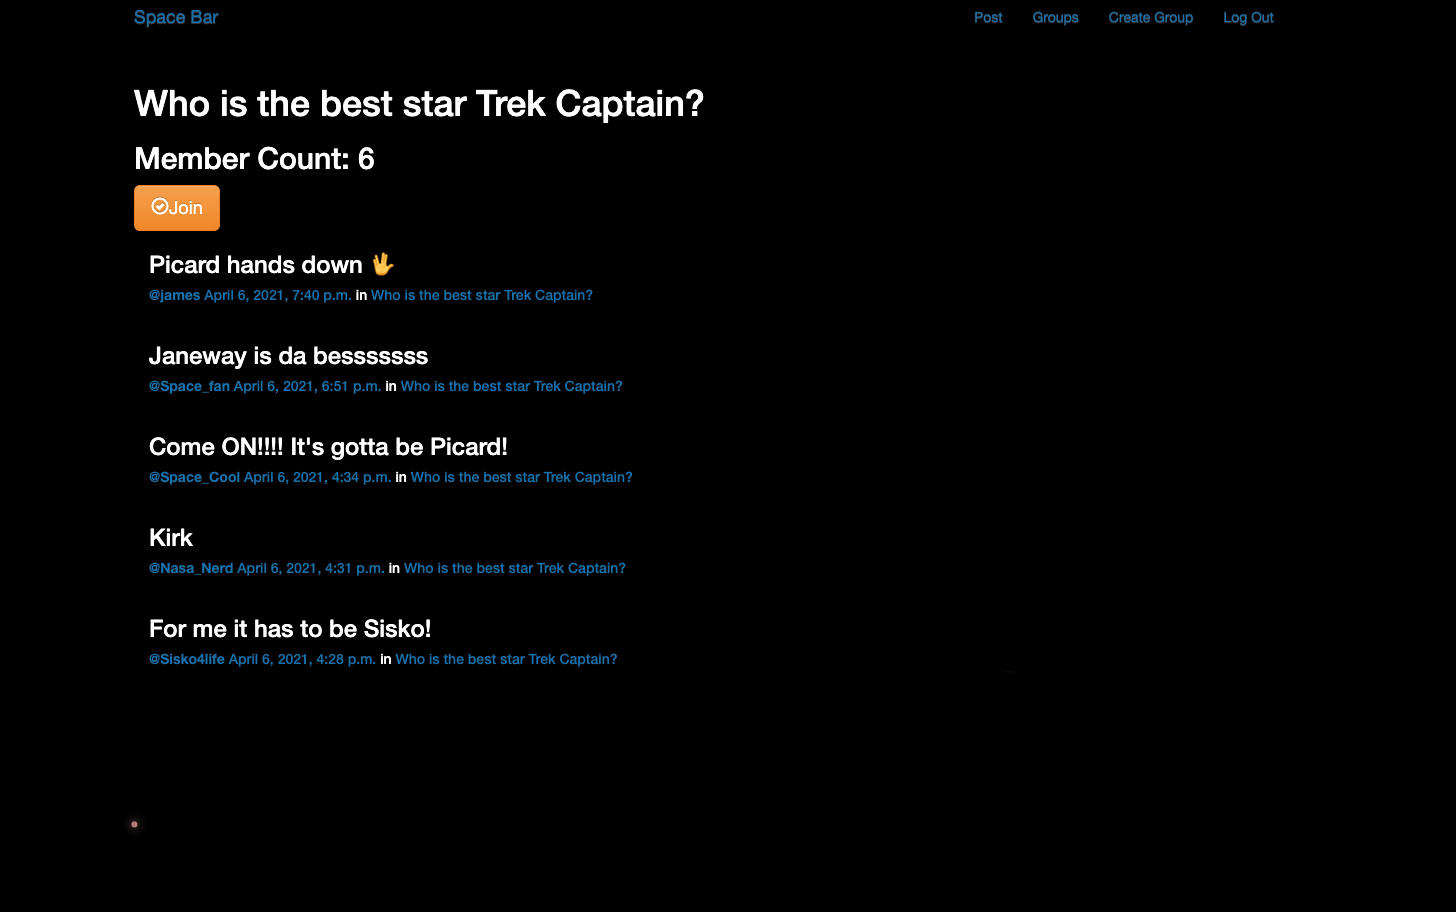 Space Bar Post Groups Create Group Log Out
Who is the best star Trek Captain?
Member Count: 6
Join
Picard hands down 🖖
@james April 6, 2021, 7:40 p.m. in Who is the best star Trek Captain?
Janeway is da besssssss
@Space_fan April 6, 2021, 6:51 p.m. in Who is the best star Trek Captain?
Come ON!!!! It's gotta be Picard!
@Space_Cool April 6, 2021, 4:34 p.m. in Who is the best star Trek Captain?
Kirk
@Nasa_Nerd April 6, 2021, 4:31 p.m. in Who is the best star Trek Captain?
For me it has to be Sisko!
@Sisko4life April 6, 2021, 4:28 p.m. in Who is the best star Trek Captain?